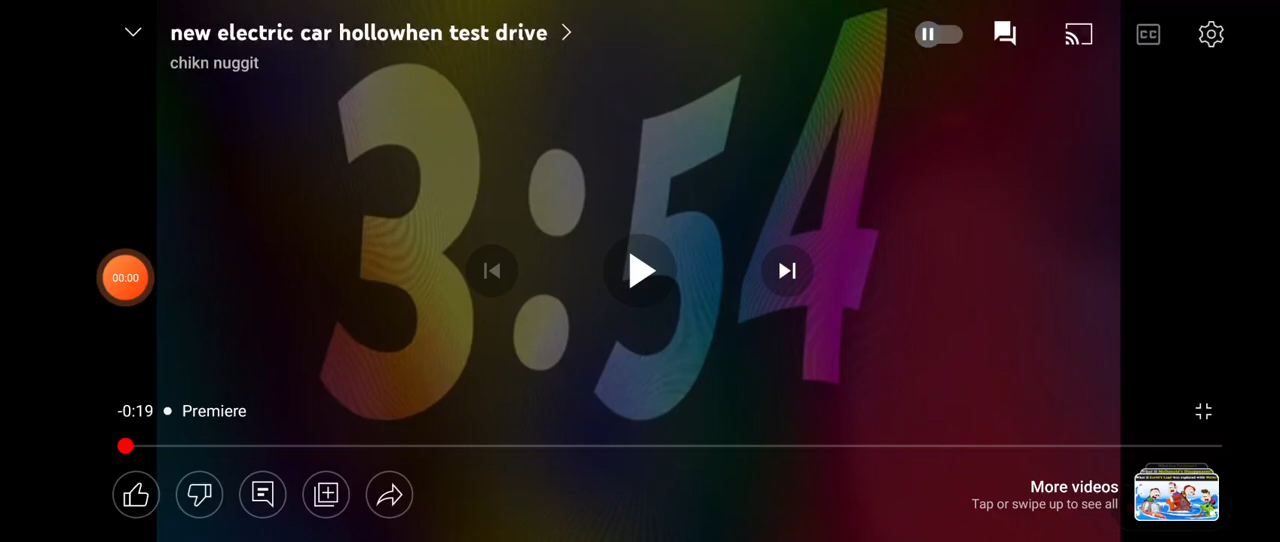 new electric car hollowhen test drive
chikn nuggit
CC
3:54
00:00
-0:19 • Premiere
More videos
Tap or swipe up to see all